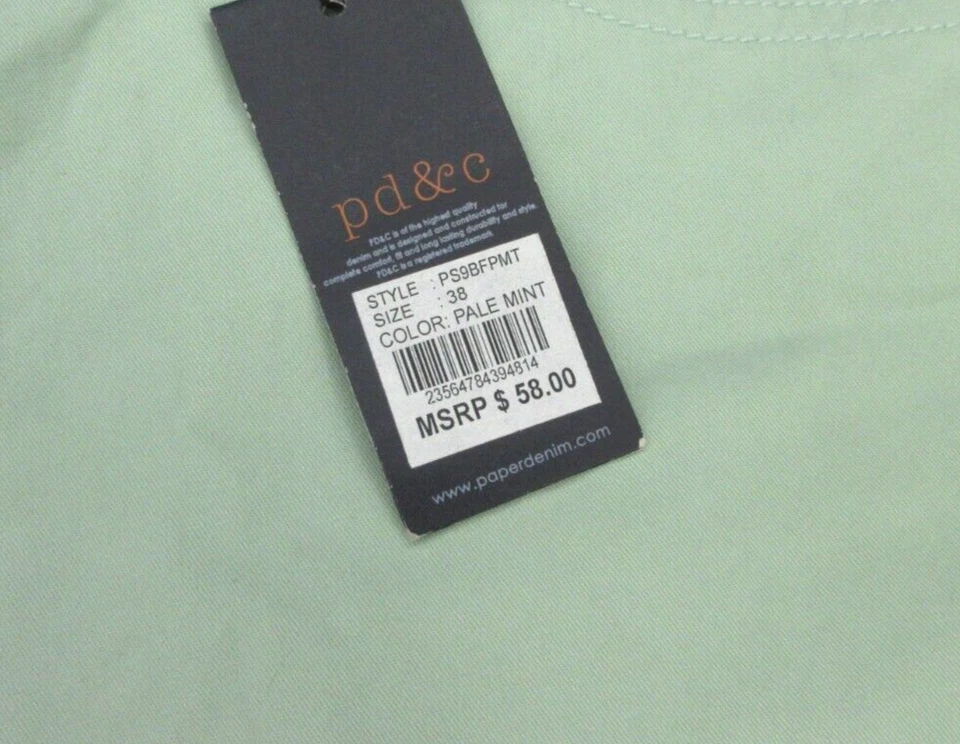 pd&c
PD&C is of the highest quality
denim and is designed and constructed for
complete comfort, fit and long lasting durability and style.
PD&C is a registered trademark.
STYLE : PS9BFPMT
SIZE : 38
COLOR: PALE MINT
23564784394814
MSRP $ 58.00
www.paperdenim.com